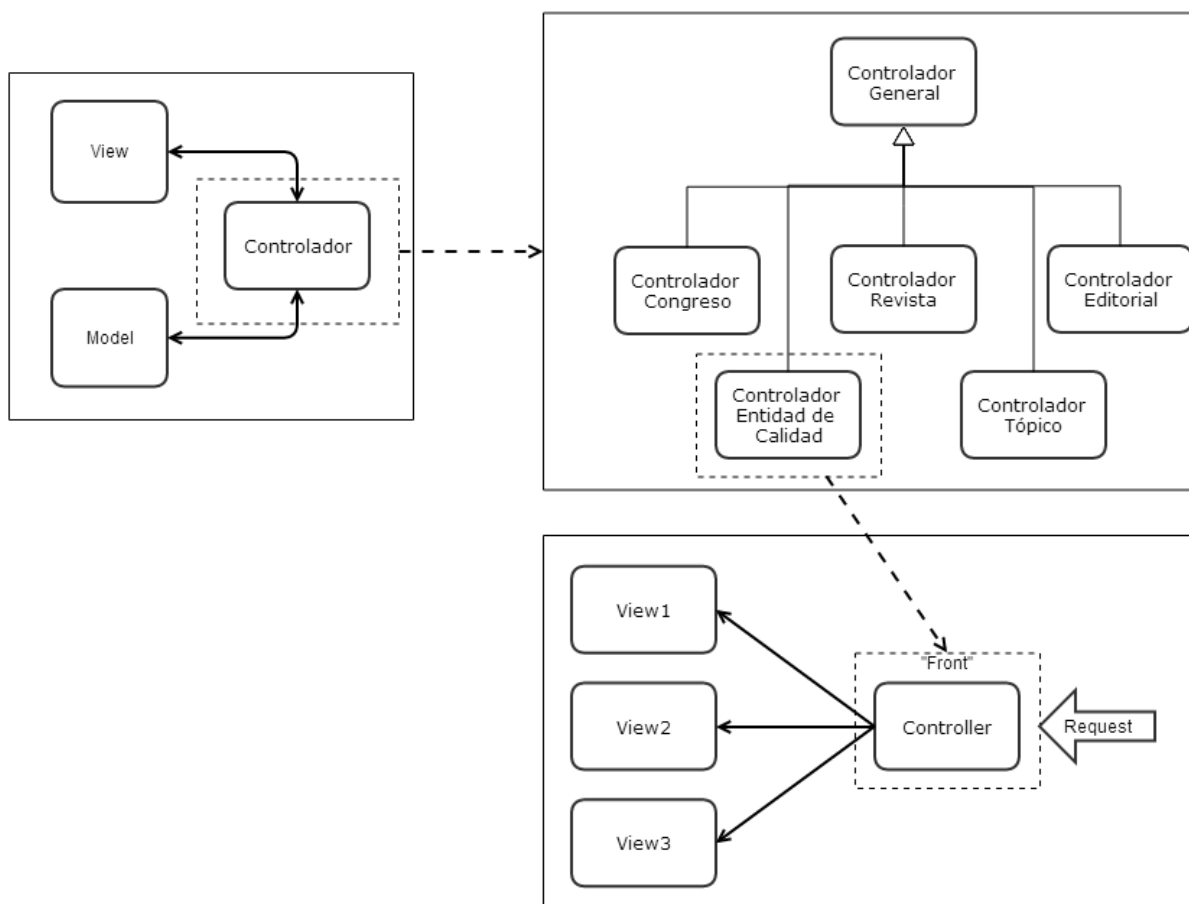 View
Controlador
Model
Controlador
General
Controlador
Congreso
Controlador
Revista
Controlador
Editorial
Controlador
Entidad de
Calidad
Controlador
Tópico
View1
View2
View3
"Front"
Controller
Request